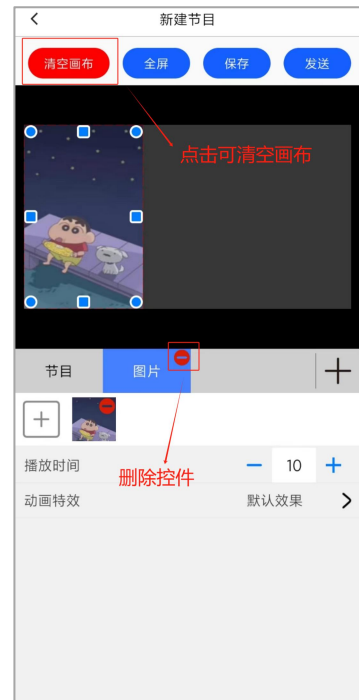 新建节目
清空画布 全屏 保存 发送
点击可清空画布
节目 图片
播放时间 10
删除控件
动画特效 默认效果